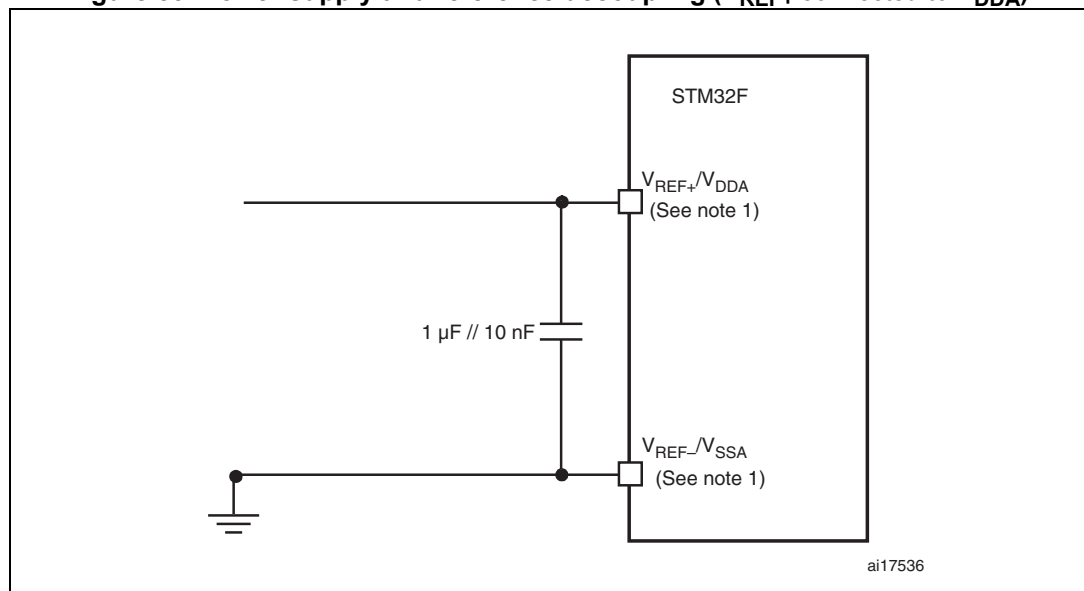 STM32F
VREF+/VDDA
(See note 1)
1 µF // 10 nF
VREF–/VSSA
(See note 1)
ai17536